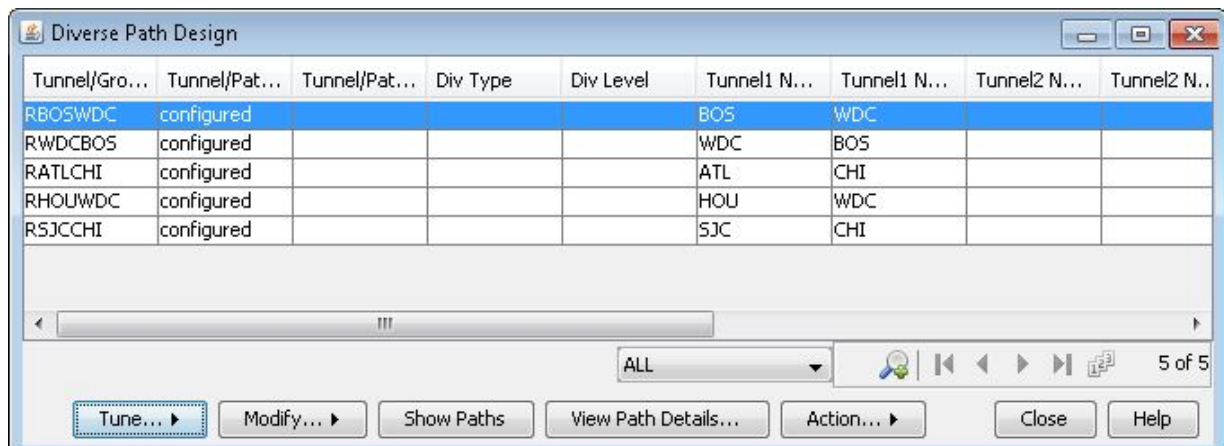 Diverse Path Design
Tunnel/Gro... Tunnel/Pat... Tunnel/Pat... Div Type Div Level Tunnel1 N... Tunnel1 N... Tunnel2 N... Tunnel2 N...
RBOSWDC configured BOS WDC
RWDCBOS configured WDC BOS
RATLCHI configured ATL CHI
RHOUWDC configured HOU WDC
RSJCCHI configured SJC CHI
ALL 5 of 5
Tune... Modify... Show Paths View Path Details... Action... Close Help